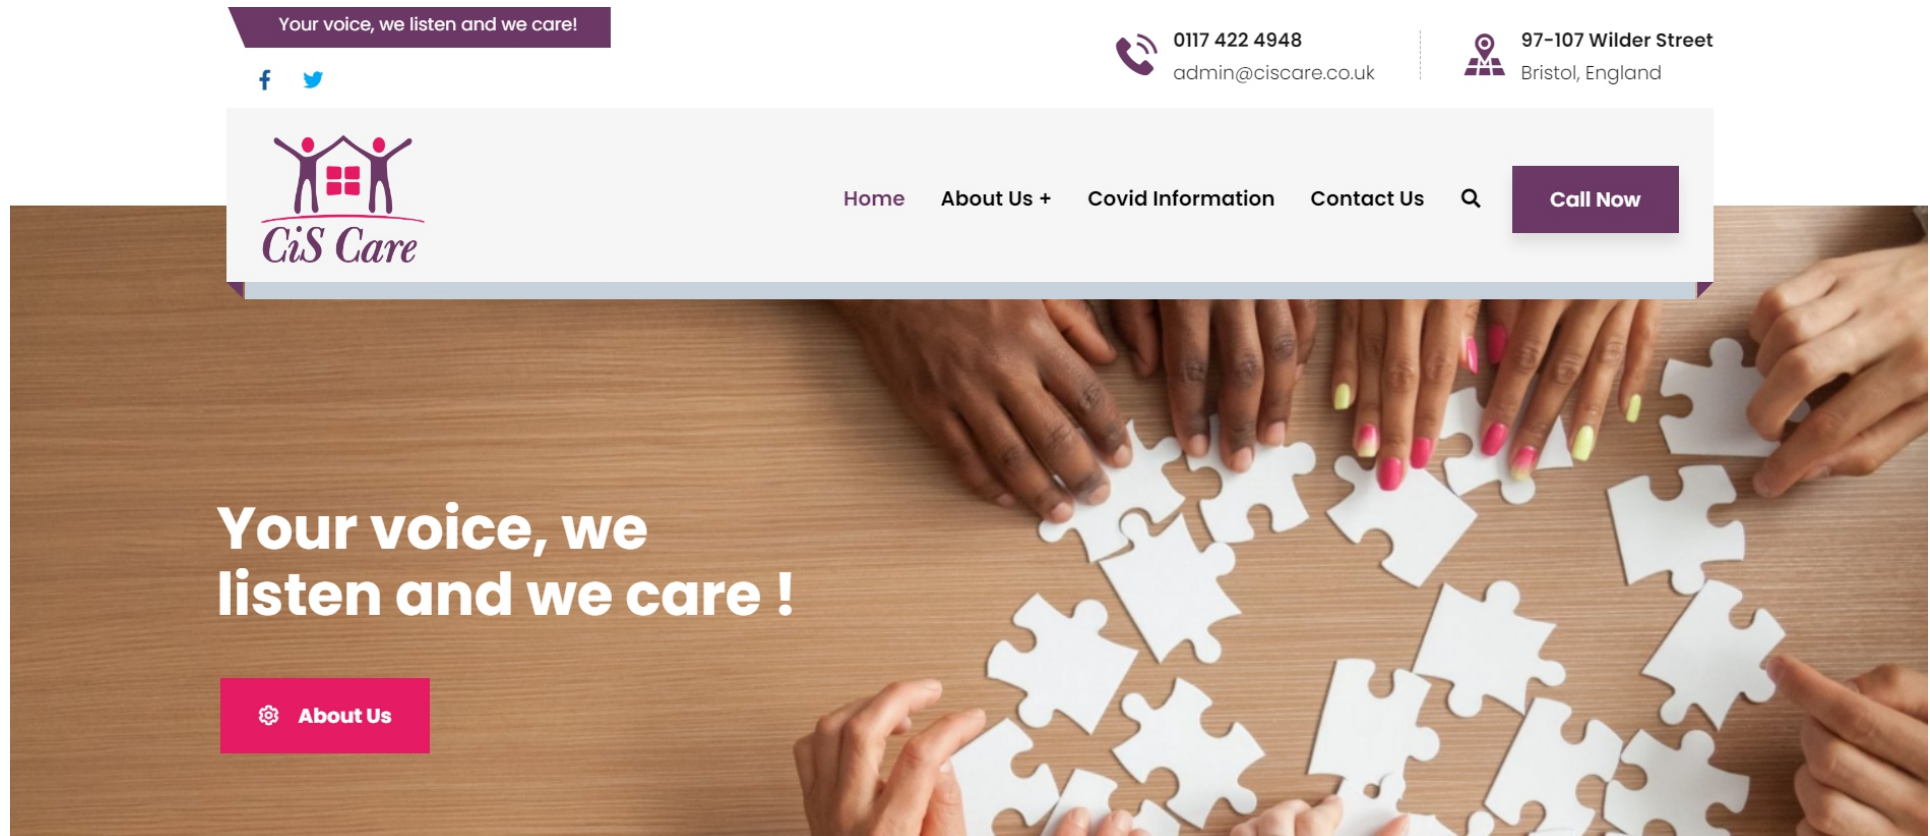 Your voice, we listen and we care!
0117 422 4948
admin@ciscare.co.uk
97-107 Wilder Street
Bristol, England
CiS Care
Home
About Us +
Covid Information
Contact Us
Call Now
Your voice, we
listen and we care !
About Us